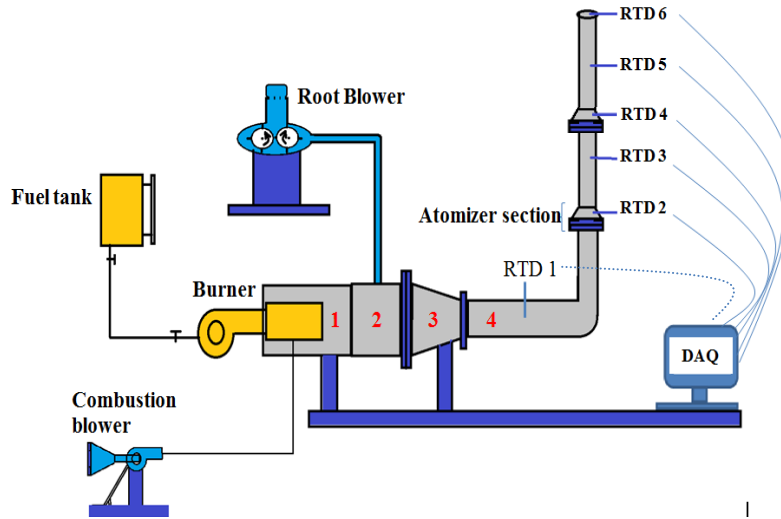 RTD 6
RTD 5
Root Blower
RTD 4
RTD 3
Fuel tank
Atomizer section
RTD 2
RTD 1
Burner
1
2
3
4
DAQ
Combustion
blower